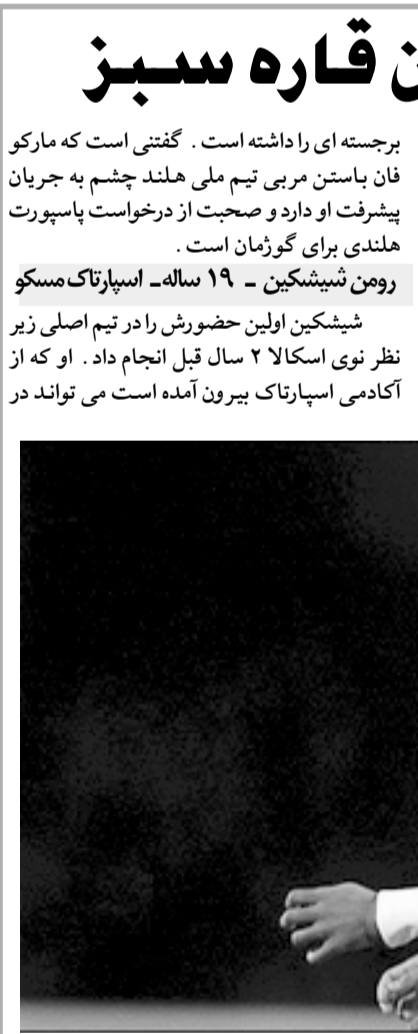 قاره سبز
برجسته ای را داشته است . گفتنی است که مارکو
فان باستن مربی تیم ملی هلند چشم به جریان
پیشرفت او دارد و صحبت از درخواست پاسپورت
هلندی برای گوژمان است .
رومن شیشکین - ۱۹ ساله- اسپارتاک مسکو
شیشکین اولین حضورش را در تیم اصلی زیر
نظر نوی اسکالا ۲ سال قبل انجام داد . او که از
آکادمی اسپارتاک بیرون آمده است می تواند در